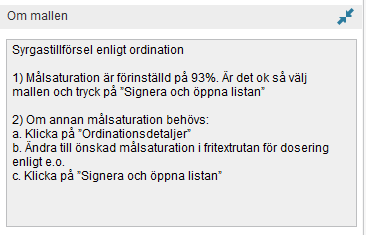 Om mallen
Syrgastillförsel enligt ordination
1) Målsaturation är förinställd på 93%. Är det ok så välj
mallen och tryck på ”Signera och öppna listan”
2) Om annan målsaturation behövs:
a. Klicka på ”Ordinationsdetaljer”
b. Ändra till önskad målsaturation i fritextrutan för dosering
enligt e.o.
c. Klicka på ”Signera och öppna listan”